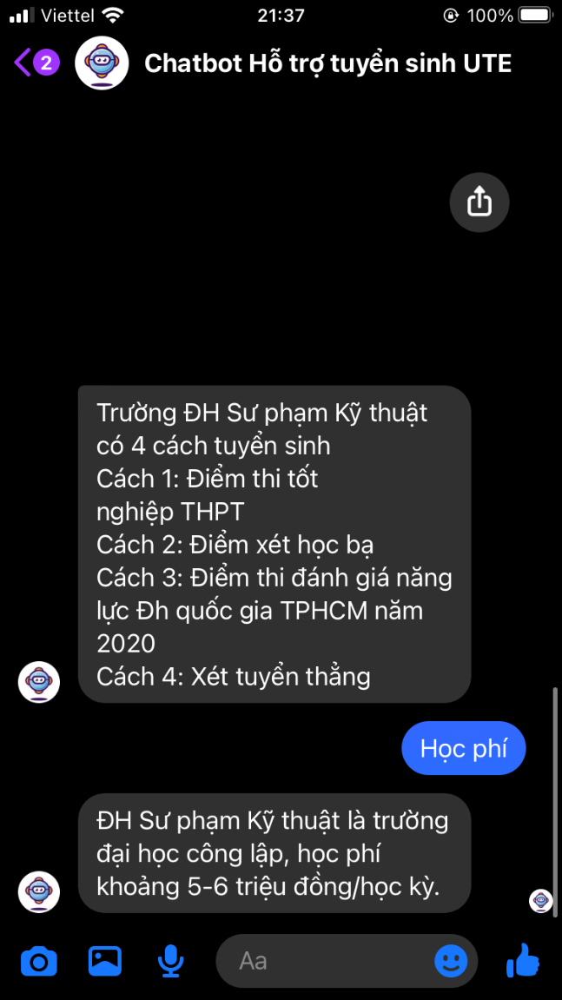 Viettel 21:37 100%
2 Chatbot Hỗ trợ tuyển sinh UTE
Trường ĐH Sư phạm Kỹ thuật
có 4 cách tuyển sinh
Cách 1: Điểm thi tốt
nghiệp THPT
Cách 2: Điểm xét học bạ
Cách 3: Điểm thi đánh giá năng
lực Đh quốc gia TPHCM năm
2020
Cách 4: Xét tuyển thẳng
Học phí
ĐH Sư phạm Kỹ thuật là trường
đại học công lập, học phí
khoảng 5-6 triệu đồng/học kỳ.
Aa